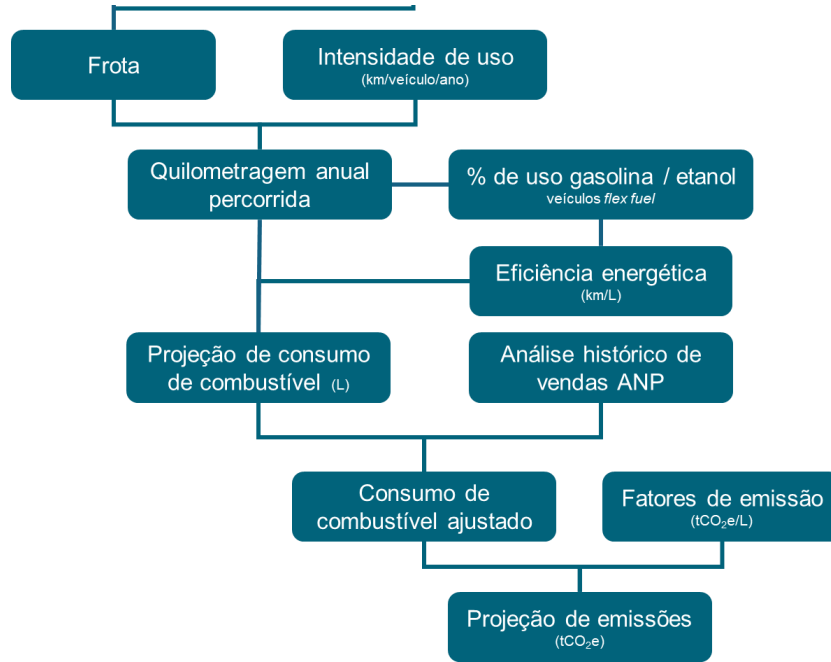 Frota
Intensidade de uso
(km/veículo/ano)
Quilometragem anual
percorrida
% de uso gasolina / etanol
veículos flex fuel
Eficiência energética
(km/L)
Projeção de consumo
de combustível (L)
Análise histórico de
vendas ANP
Consumo de
combustível ajustado
Fatores de emissão
(tCO₂e/L)
Projeção de emissões
(tCO₂e)